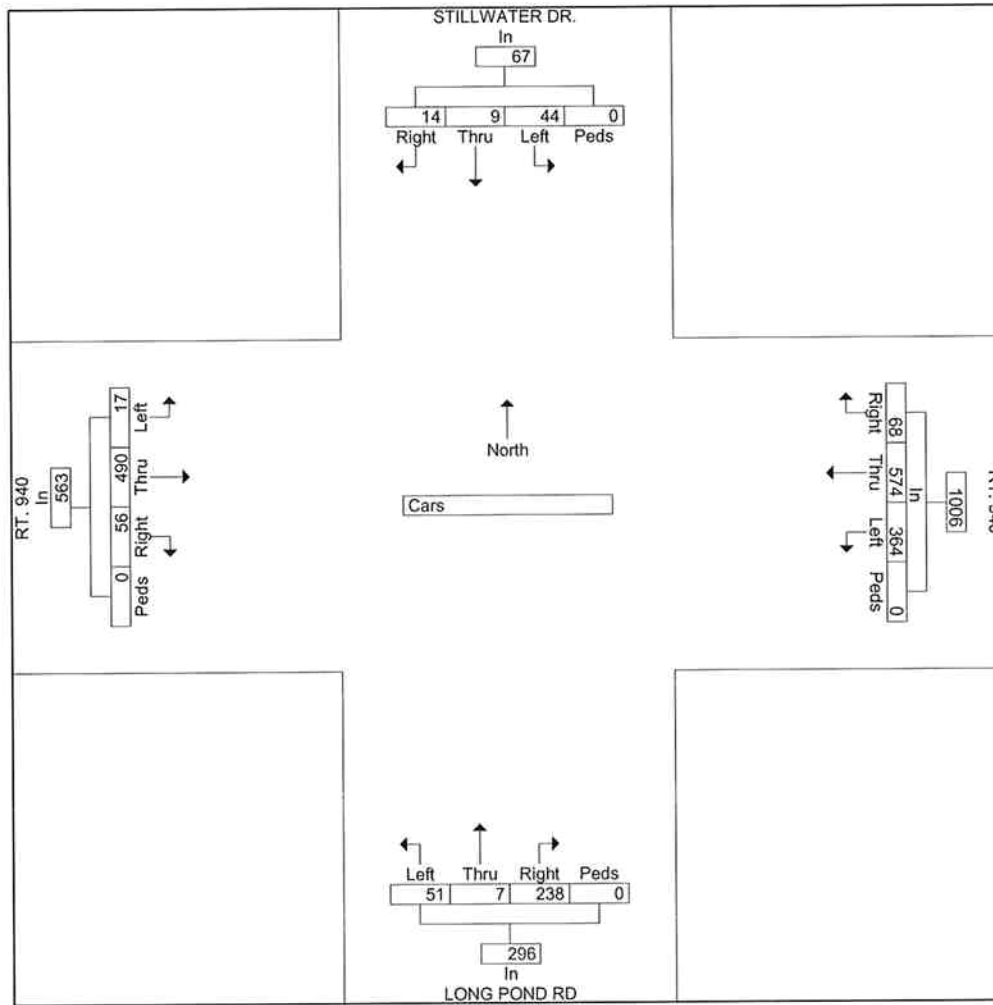 STILLWATER DR.
In
67
14 9 44 0
Right Thru Left Peds
RT. 940
In
563
17 490 56 0
Left Thru Right Peds
North
Cars
Right Thru Left Peds
68 574 364 0
In
1006
Left Thru Right Peds
51 7 238 0
296
In
LONG POND RD